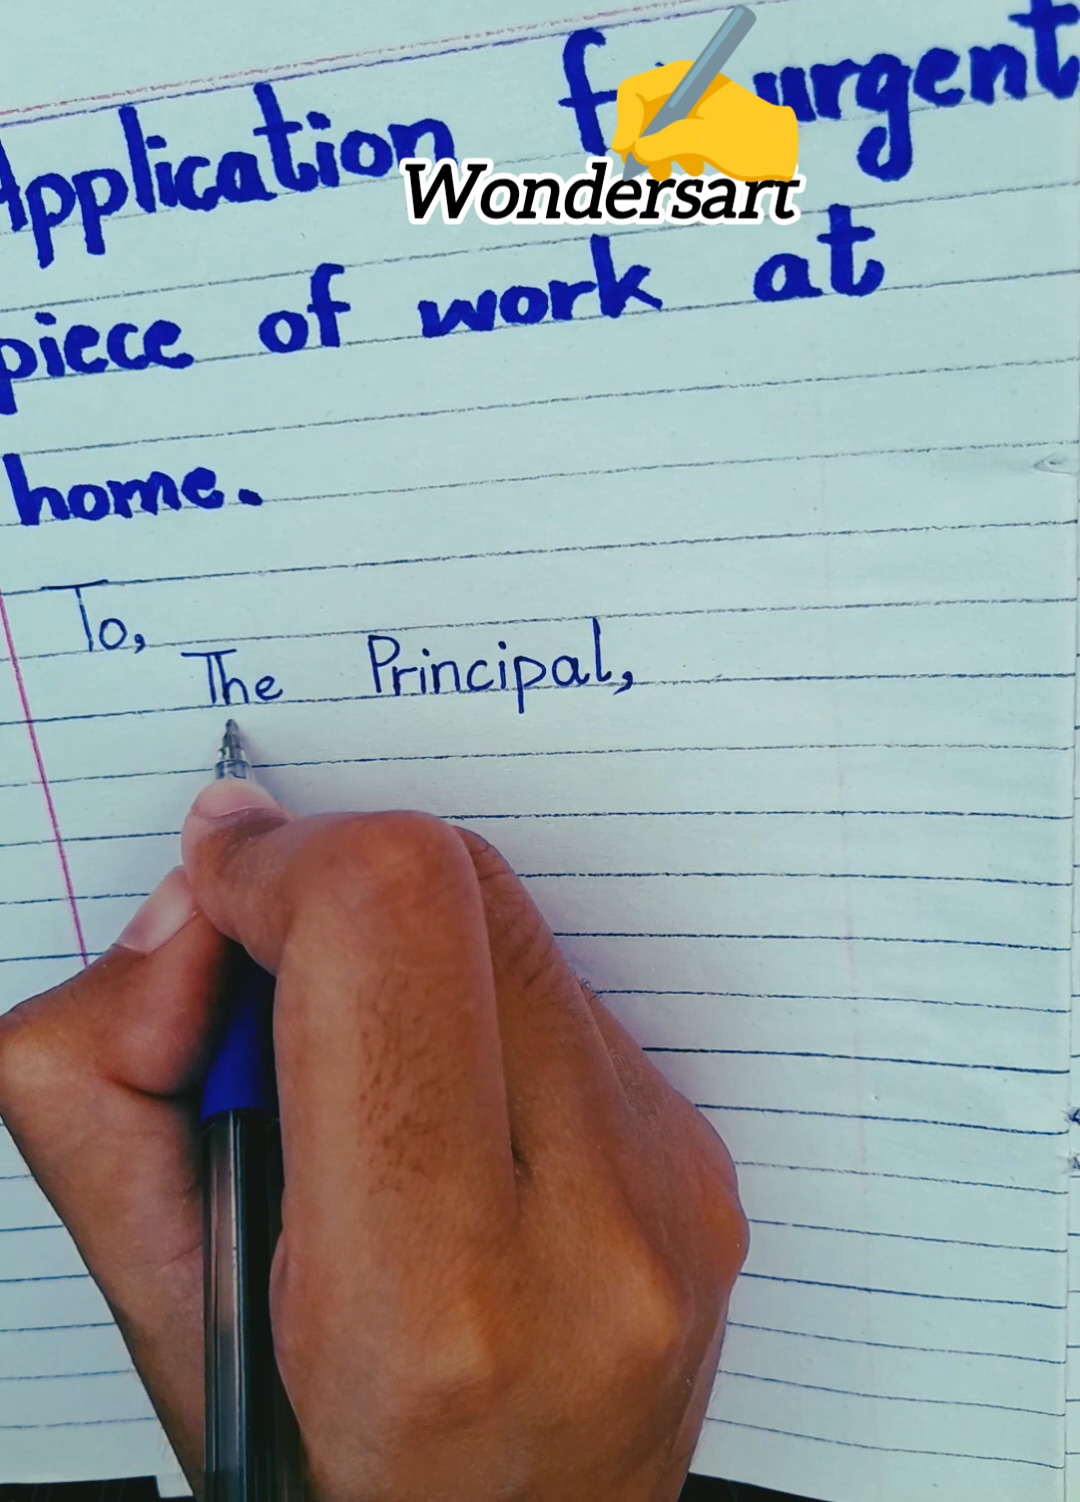 Application f urgent
Wondersart
piece of work at
home.
To,
The Principal,